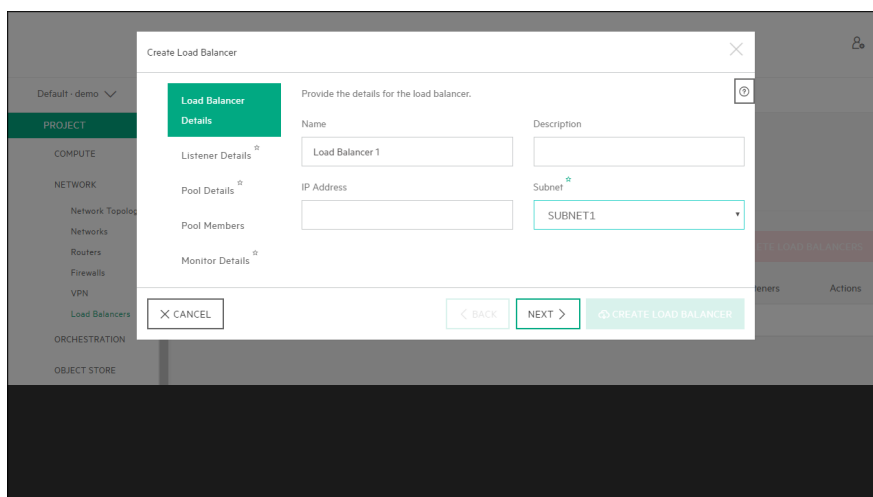 Create Load Balancer
Default · demo
PROJECT
COMPUTE
NETWORK
Network Topolog
Networks
Routers
Firewalls
VPN
Load Balancers
ORCHESTRATION
OBJECT STORE
Load Balancer
Details
Listener Details
Pool Details
Pool Members
Monitor Details
Provide the details for the load balancer.
Name
Description
Load Balancer 1
IP Address
Subnet
SUBNET1
CANCEL
BACK
NEXT
CREATE LOAD BALANCER
ETE LOAD BALANCERS
teners
Actions